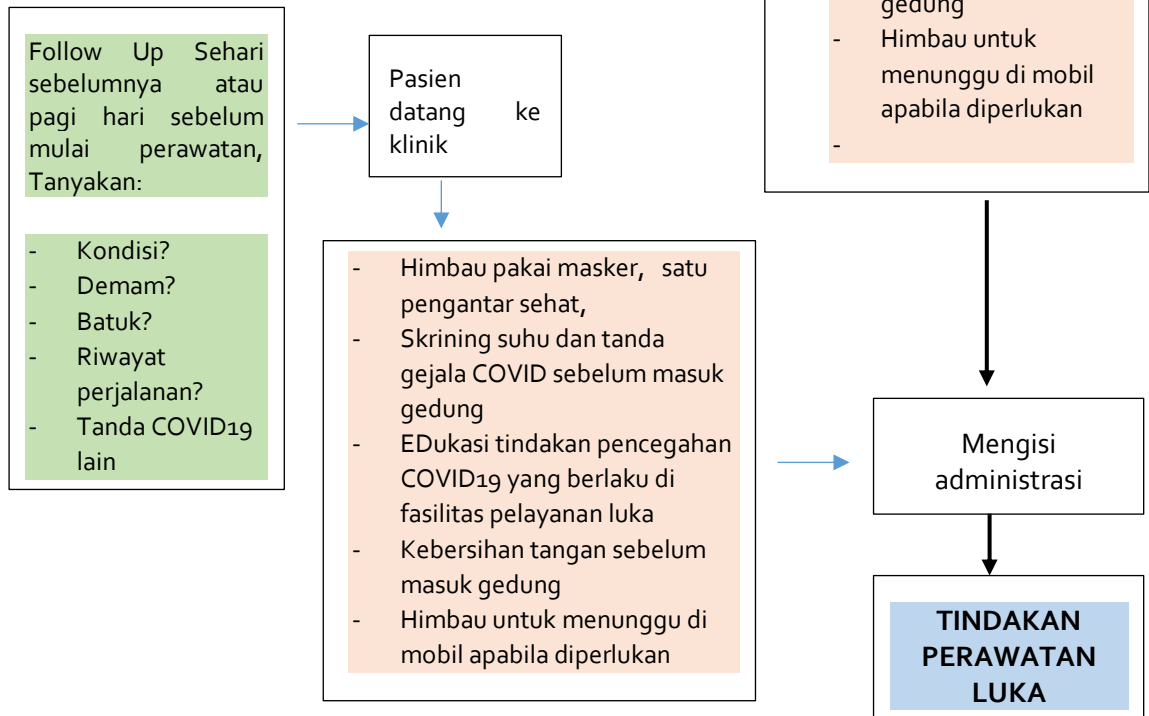 Follow Up Sehari
sebelumnya atau
pagi hari sebelum
mulai perawatan,
Tanyakan:
- Kondisi?
- Demam?
- Batuk?
- Riwayat
perjalanan?
- Tanda COVID19
lain
Pasien
datang ke
klinik
- Himbau pakai masker, satu
pengantar sehat,
- Skrining suhu dan tanda
gejala COVID sebelum masuk
gedung
- EDukasi tindakan pencegahan
COVID19 yang berlaku di
fasilitas pelayanan luka
- Kebersihan tangan sebelum
masuk gedung
- Himbau untuk menunggu di
mobil apabila diperlukan
gedung
- Himbau untuk
menunggu di mobil
apabila diperlukan
-
Mengisi
administrasi
TINDAKAN
PERAWATAN
LUKA